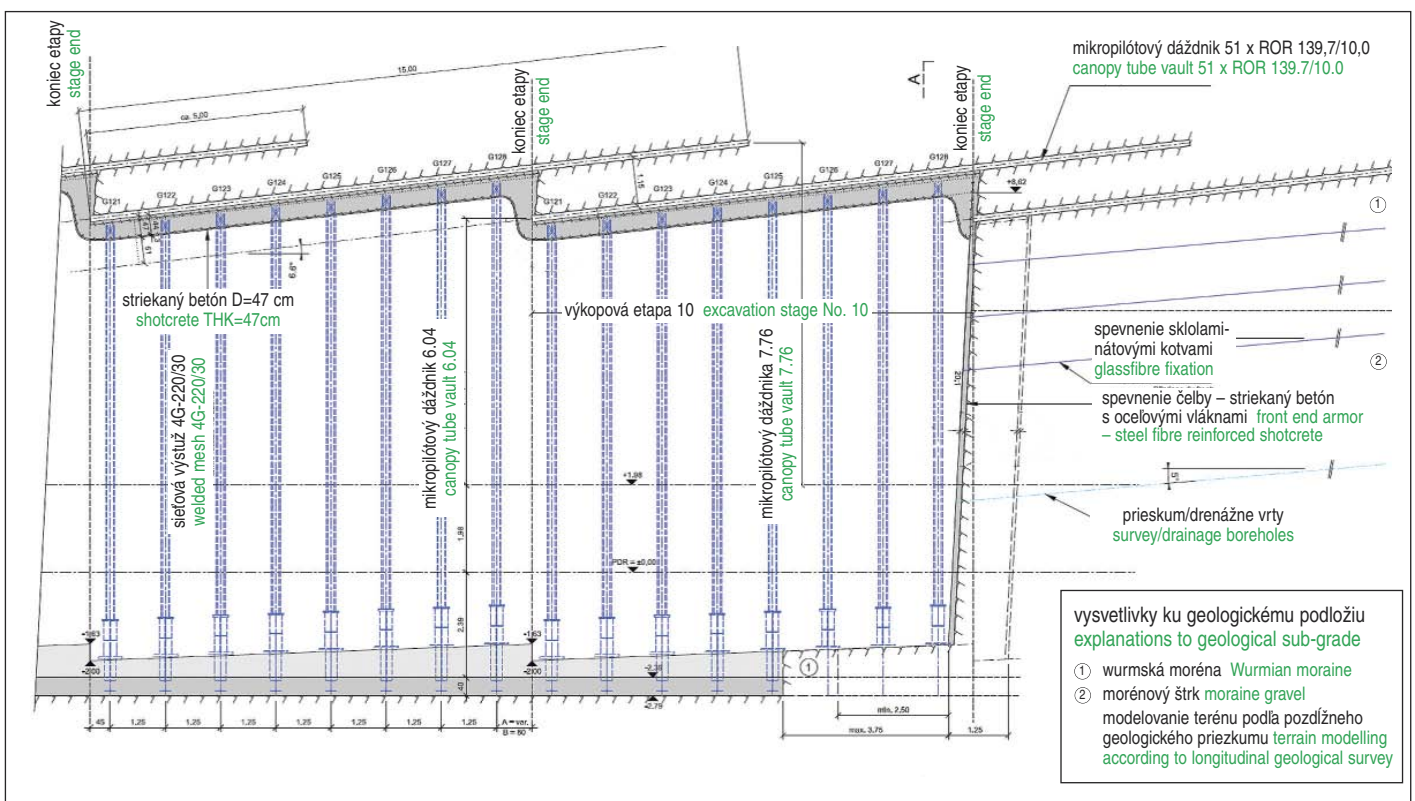 koniec etapy
stage end
koniec etapy
stage end
koniec etapy
stage end
15,00
ca. 5,00
A
mikropilótový dáždnik 51 x ROR 139,7/10,0
canopy tube vault 51 x ROR 139.7/10.0
G121
G122
G123
G124
G125
G126
G127
G128
G121
G122
G123
G124
G125
G126
G127
G128
1,15
+8,62
6.6°
striekaný betón D=47 cm
shotcrete THK=47cm
sieťová výstuž 4G-220/30
welded mesh 4G-220/30
mikropilótový dáždnik 6.04
canopy tube vault 6.04
výkopová etapa 10 excavation stage No. 10
mikropilótový dáždnika 7.76
canopy tube vault 7.76
①
spevnenie sklolami-
nátovými kotvami
glassfibre fixation
②
20,1
spevnenie čelby – striekaný betón
s oceľovými vláknami front end armor
– steel fibre reinforced shotcrete
5°
prieskum/drenážne vrty
survey/drainage boreholes
+1,98
1,98
POR = ±0,00
2,39
-1,63
-2,00
-1,63
-2,00
①
-2,39
40
-2,79
45
1,25
1,25
1,25
1,25
1,25
1,25
1,25
A = var.
B = 80
min. 2,50
max. 3,75
1,25
vysvetlivky ku geologickému podložiu
explanations to geological sub-grade
① wurmská moréna Wurmian moraine
② morénový štrk moraine gravel
modelovanie terénu podľa pozdĺžneho
geologického priezkumu terrain modelling
according to longitudinal geological survey